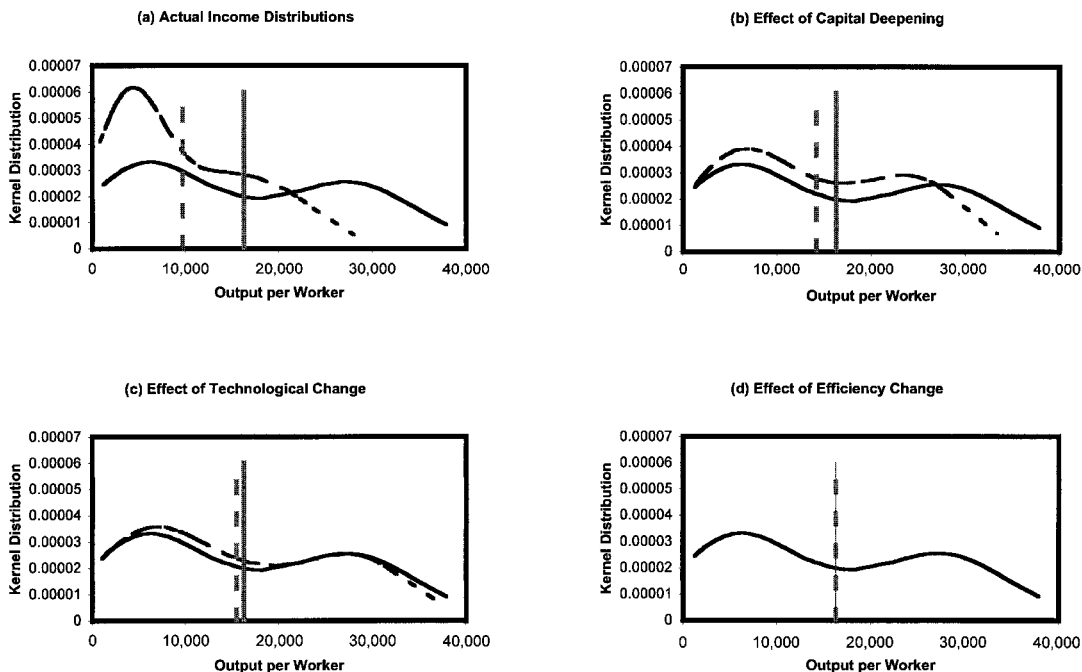 (a) Actual Income Distributions
Kernel Distribution
0.00007
0.00006
0.00005
0.00004
0.00003
0.00002
0.00001
0
0 10,000 20,000 30,000 40,000
Output per Worker
(b) Effect of Capital Deepening
Kernel Distribution
0.00007
0.00006
0.00005
0.00004
0.00003
0.00002
0.00001
0
0 10,000 20,000 30,000 40,000
Output per Worker
(c) Effect of Technological Change
Kernel Distribution
0.00007
0.00006
0.00005
0.00004
0.00003
0.00002
0.00001
0
0 10,000 20,000 30,000 40,000
Output per Worker
(d) Effect of Efficiency Change
Kernel Distribution
0.00007
0.00006
0.00005
0.00004
0.00003
0.00002
0.00001
0
0 10,000 20,000 30,000 40,000
Output per Worker